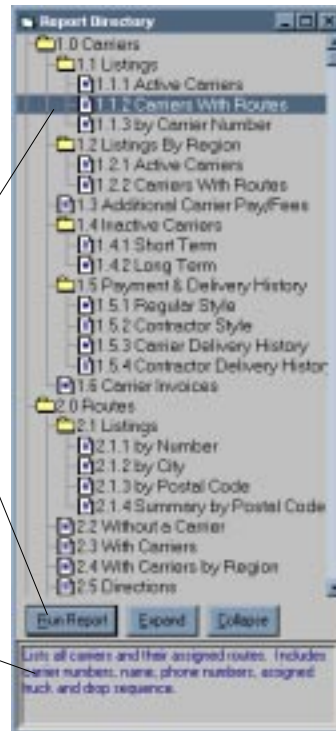 Report Directory
1.0 Carriers
1.1 Listings
1.1.1 Active Carriers
1.1.2 Carriers With Routes
1.1.3 by Carrier Number
1.2 Listings By Region
1.2.1 Active Carriers
1.2.2 Carriers With Routes
1.3 Additional Carrier Pay/Fees
1.4 Inactive Carriers
1.4.1 Short Term
1.4.2 Long Term
1.5 Payment & Delivery History
1.5.1 Regular Style
1.5.2 Contractor Style
1.5.3 Carrier Delivery History
1.5.4 Contractor Delivery Histor
1.6 Carrier Invoices
2.0 Routes
2.1 Listings
2.1.1 by Number
2.1.2 by City
2.1.3 by Postal Code
2.1.4 Summary by Postal Code
2.2 Without a Carrier
2.3 With Carriers
2.4 With Carriers by Region
2.5 Directions
Run Report Expand Collapse
Lists all carriers and their assigned routes. Includes
carrier numbers, name, phone numbers, assigned
truck and drop sequence.